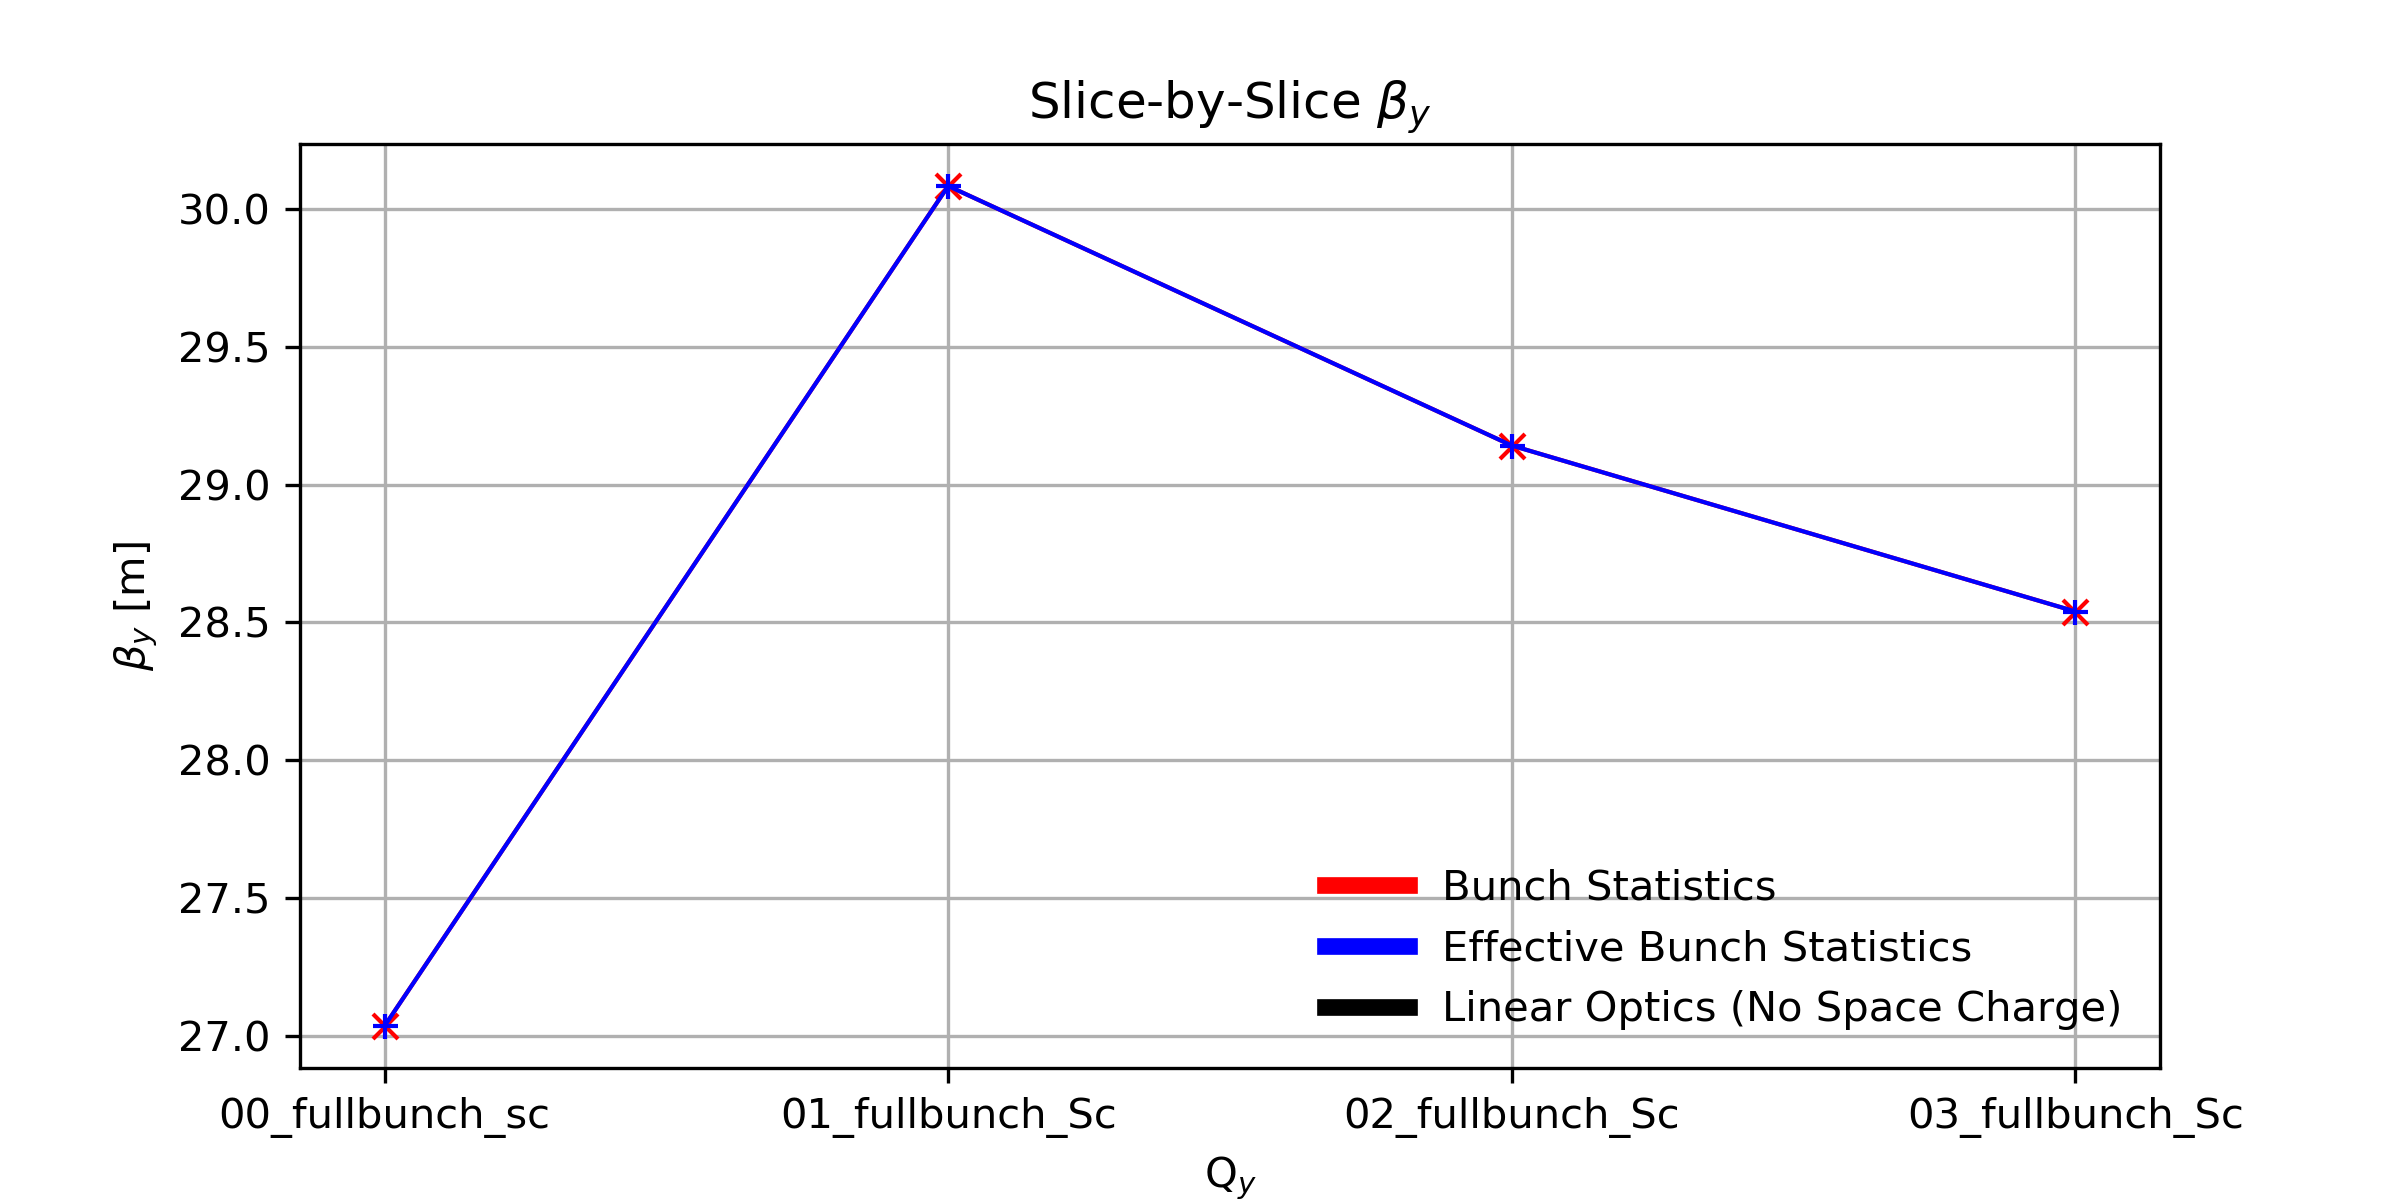 Slice-by-Slice βy
βy [m]
30.0
29.5
29.0
28.5
28.0
27.5
27.0
Bunch Statistics
Effective Bunch Statistics
Linear Optics (No Space Charge)
00_fullbunch_sc 01_fullbunch_Sc 02_fullbunch_Sc 03_fullbunch_Sc
Qy